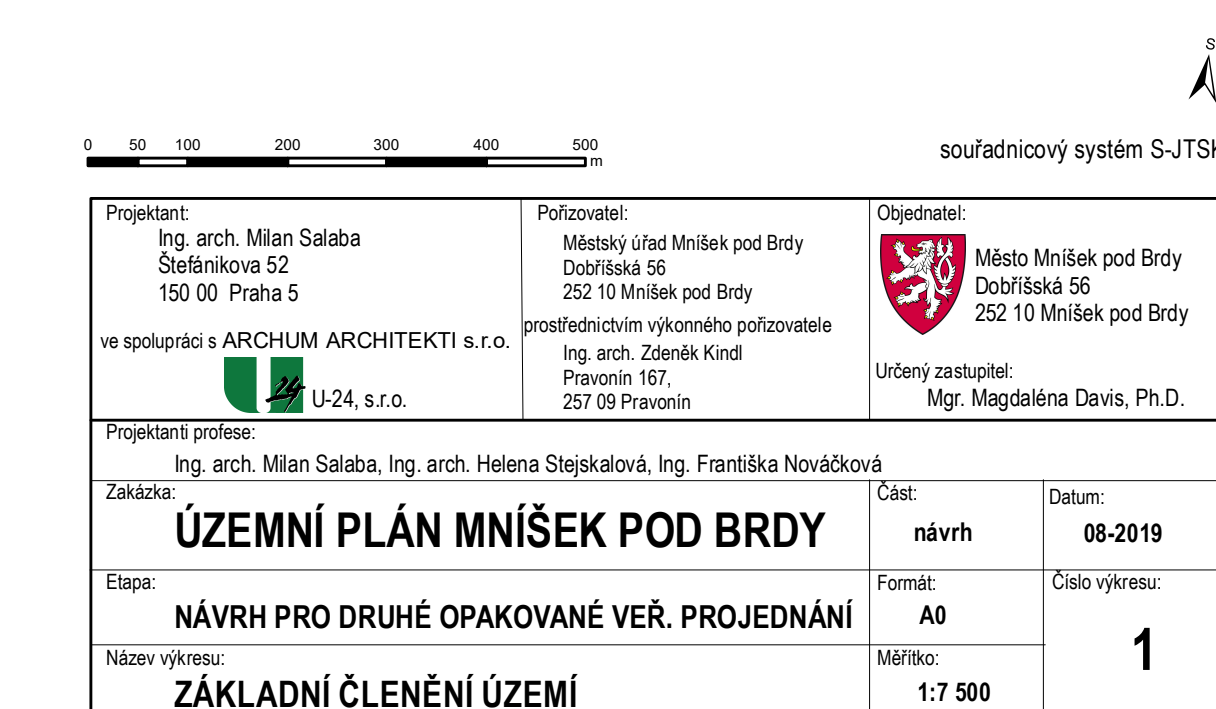 S
0 50 100 200 300 400 500
m
souřadnicový systém S-JTSK
Projektant:
Ing. arch. Milan Salaba
Štefánikova 52
150 00 Praha 5
ve spolupráci s ARCHUM ARCHITEKTI s.r.o.
U24 U-24, s.r.o.
Pořizovatel:
Městský úřad Mníšek pod Brdy
Dobříšská 56
252 10 Mníšek pod Brdy
prostřednictvím výkonného pořizovatele
Ing. arch. Zdeněk Kindl
Pravonín 167,
257 09 Pravonín
Objednatel:
Město Mníšek pod Brdy
Dobříšská 56
252 10 Mníšek pod Brdy
Určený zastupitel:
Mgr. Magdaléna Davis, Ph.D.
Projektanti profese:
Ing. arch. Milan Salaba, Ing. arch. Helena Stejskalová, Ing. Františka Nováčková
Zakázka:
ÚZEMNÍ PLÁN MNÍŠEK POD BRDY
Část:
návrh
Datum:
08-2019
Etapa:
NÁVRH PRO DRUHÉ OPAKOVANÉ VEŘ. PROJEDNÁNÍ
Formát:
A0
Číslo výkresu:
1
Název výkresu:
ZÁKLADNÍ ČLENĚNÍ ÚZEMÍ
Měřítko:
1:7 500